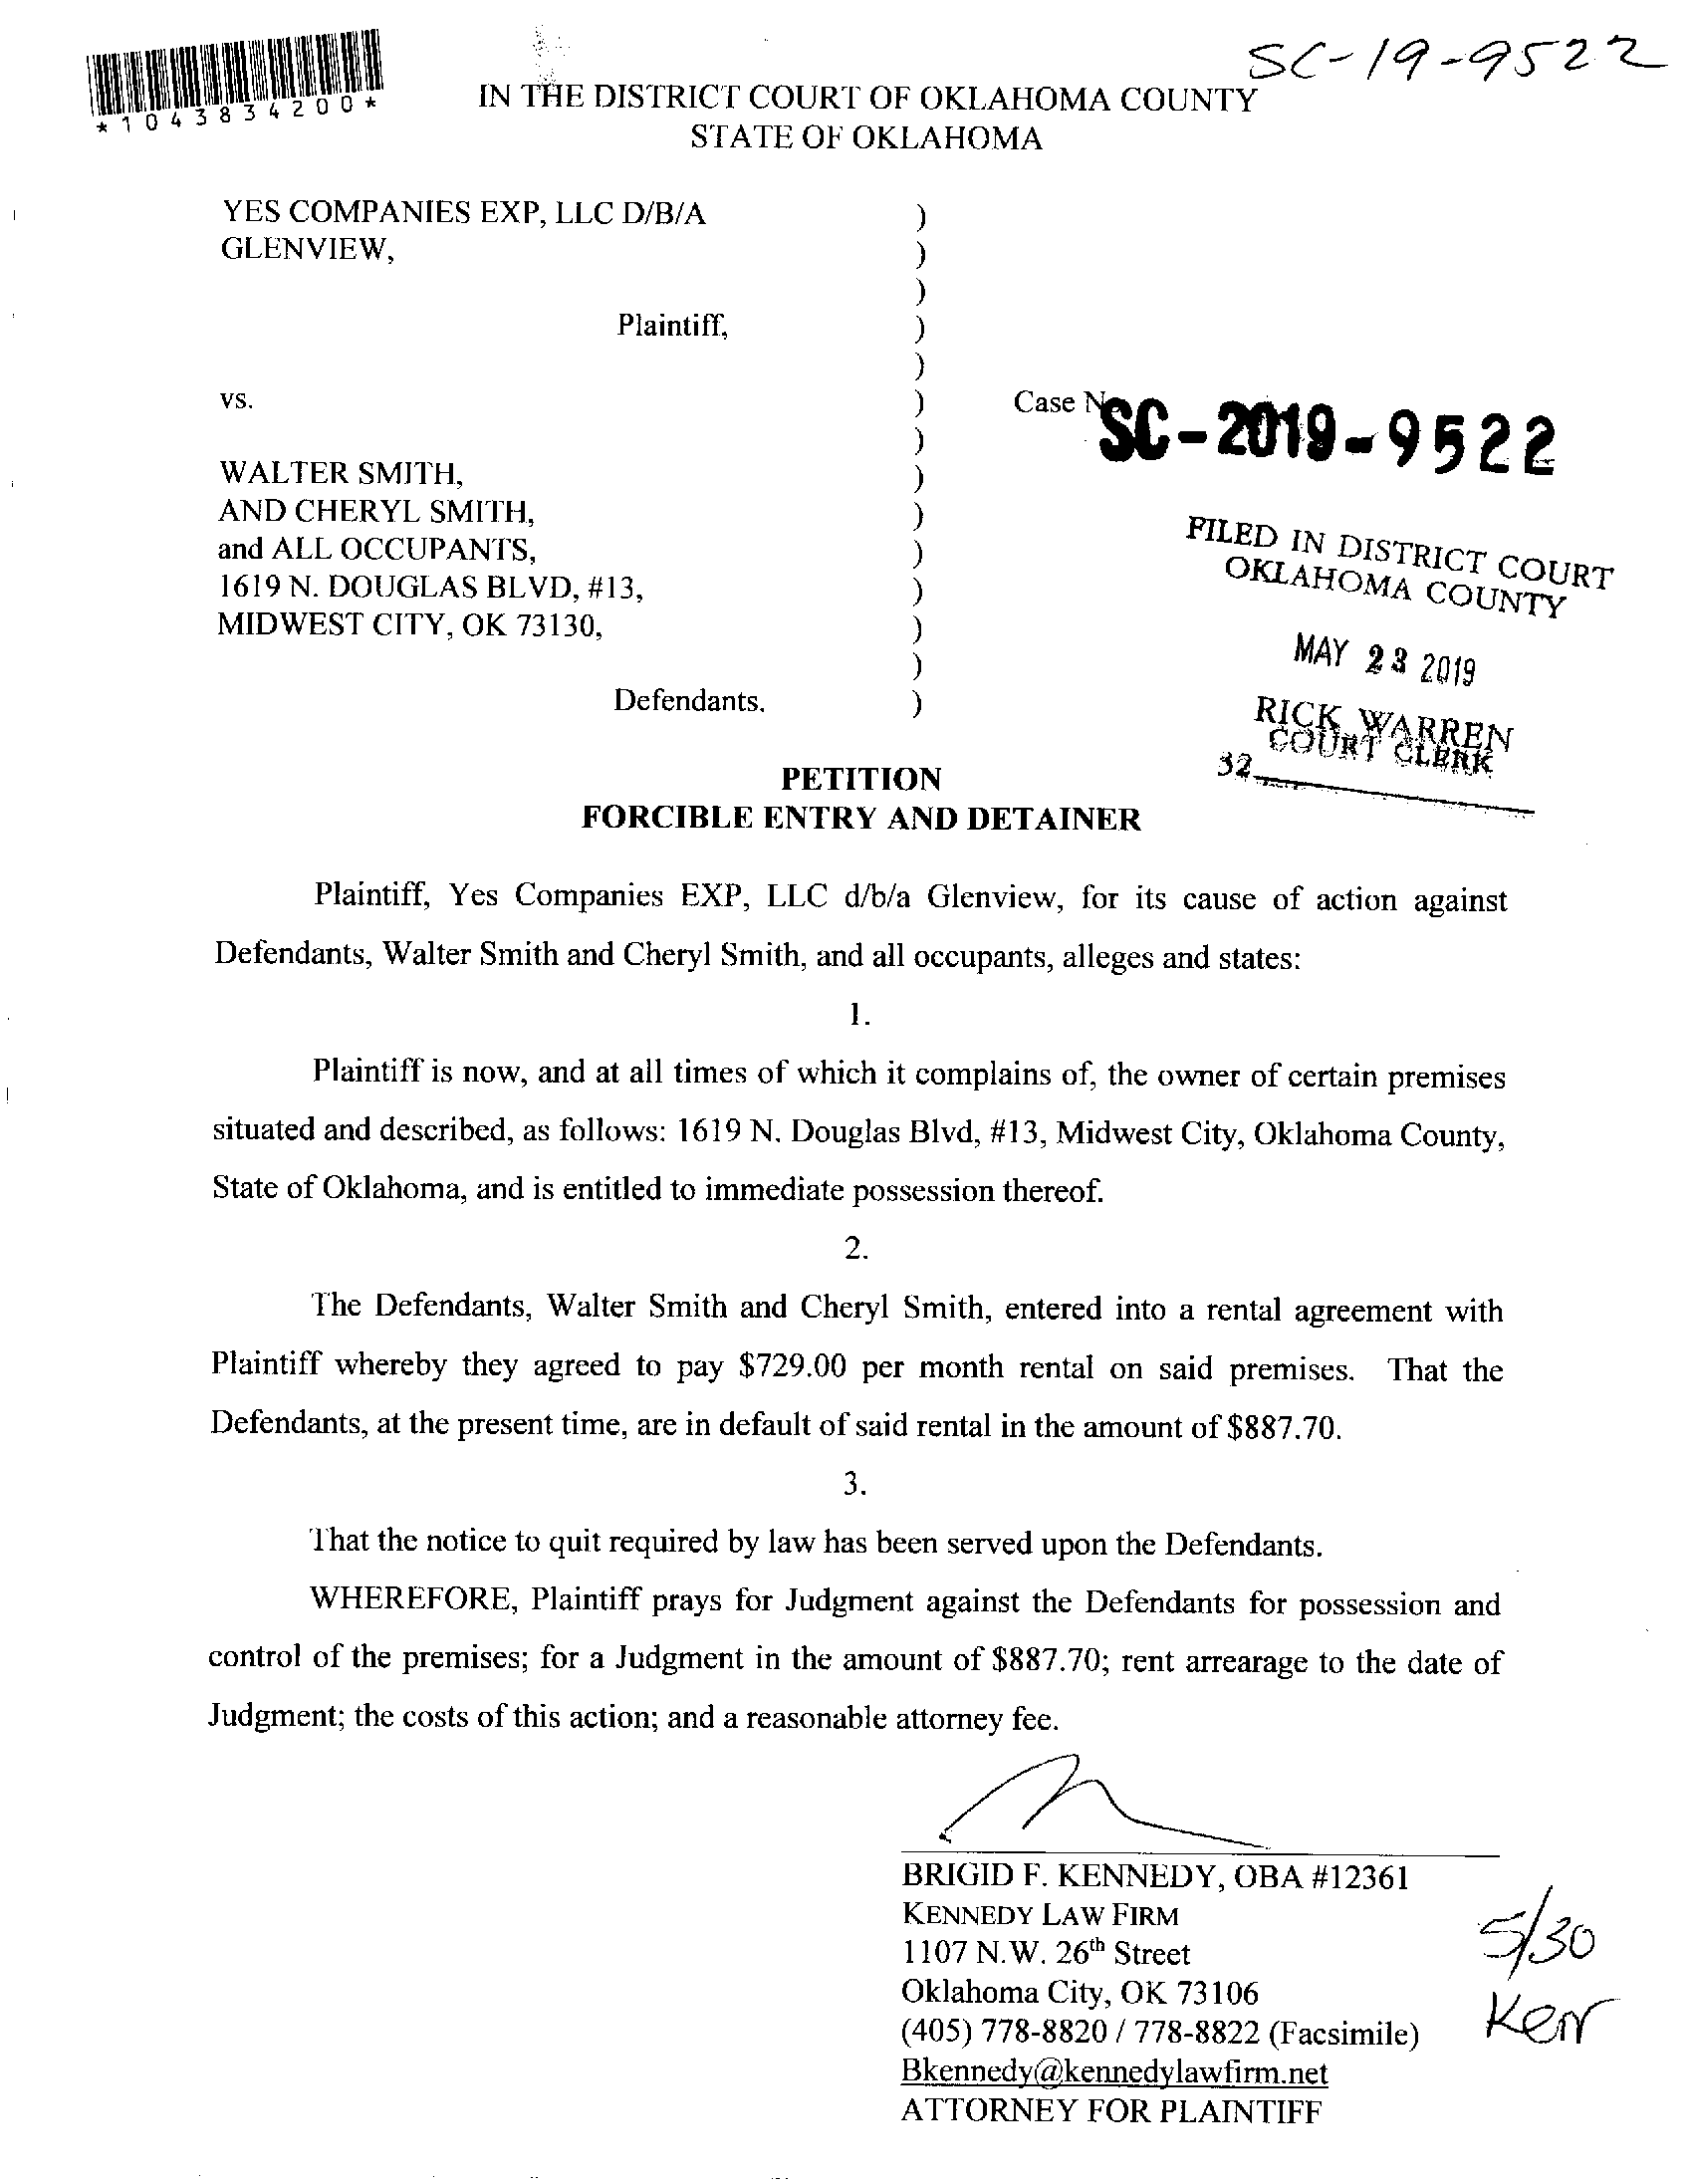 SC-19-9522
*1043834200*
IN THE DISTRICT COURT OF OKLAHOMA COUNTY
STATE OF OKLAHOMA
YES COMPANIES EXP, LLC D/B/A )
GLENVIEW, )
)
Plaintiff, )
)
vs. ) Case No
SC-2019-9522
)
WALTER SMITH, )
AND CHERYL SMITH, )
and ALL OCCUPANTS, )
1619 N. DOUGLAS BLVD, #13, )
MIDWEST CITY, OK 73130, )
)
Defendants. )
FILED IN DISTRICT COURT
OKLAHOMA COUNTY
MAY 23 2019
RICK WARREN
COURT CLERK
32
PETITION
FORCIBLE ENTRY AND DETAINER
Plaintiff, Yes Companies EXP, LLC d/b/a Glenview, for its cause of action against
Defendants, Walter Smith and Cheryl Smith, and all occupants, alleges and states:
1.
Plaintiff is now, and at all times of which it complains of, the owner of certain premises
situated and described, as follows: 1619 N. Douglas Blvd, #13, Midwest City, Oklahoma County,
State of Oklahoma, and is entitled to immediate possession thereof.
2.
The Defendants, Walter Smith and Cheryl Smith, entered into a rental agreement with
Plaintiff whereby they agreed to pay $729.00 per month rental on said premises. That the
Defendants, at the present time, are in default of said rental in the amount of $887.70.
3.
That the notice to quit required by law has been served upon the Defendants.
WHEREFORE, Plaintiff prays for Judgment against the Defendants for possession and
control of the premises; for a Judgment in the amount of $887.70; rent arrearage to the date of
Judgment; the costs of this action; and a reasonable attorney fee.
BRIGID F. KENNEDY, OBA #12361
KENNEDY LAW FIRM
1107 N.W. 26th Street
Oklahoma City, OK 73106
(405) 778-8820 / 778-8822 (Facsimile)
Bkennedy@kennedylawfirm.net
ATTORNEY FOR PLAINTIFF
5/30
Kerr